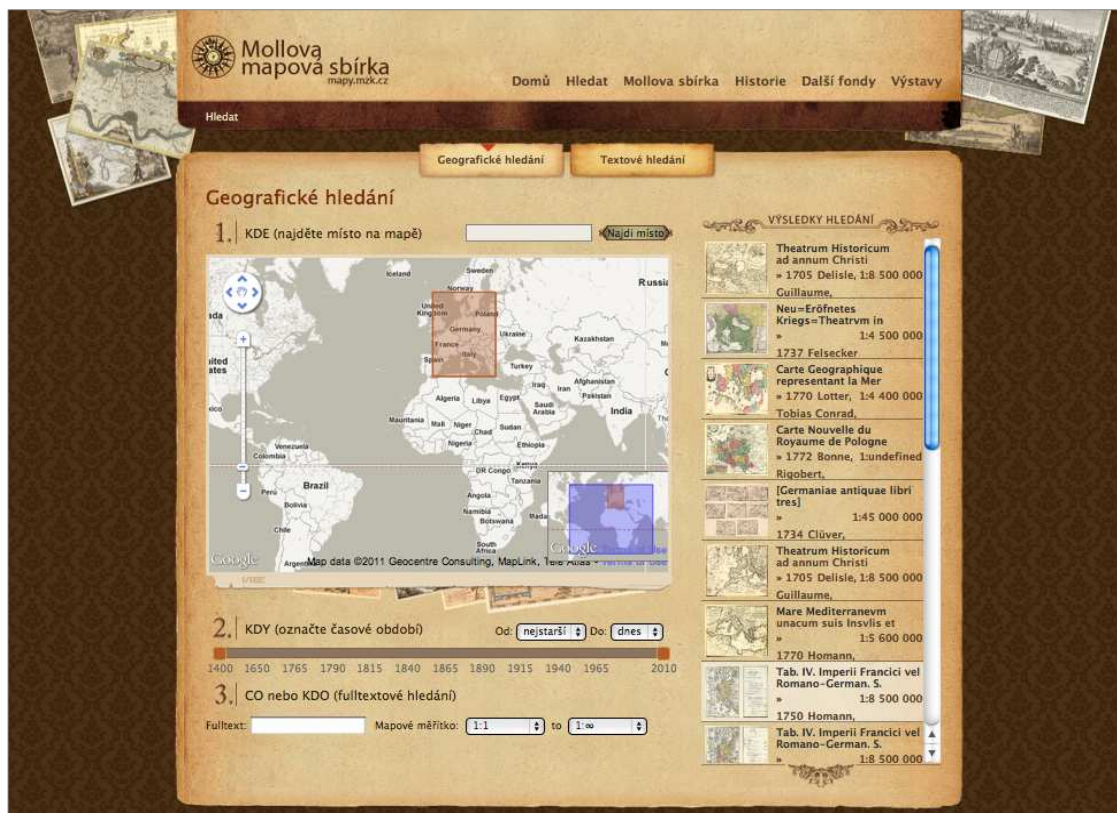 Mollova
mapová sbírka
mapy.mzk.cz
Domů Hledat Mollova sbírka Historie Další fondy Výstavy
Hledat
Geografické hledání Textové hledání
Geografické hledání
1. KDE (najděte místo na mapě) Najdi místo
Iceland
Sweden
Norway
Russia
United
Kingdom
Poland
Germany
Ukraine
Kazakhstan
France
Italy
Spain
Turkey
Iraq
Iran
Afghanistan
Pakistan
Algeria
Libya
Egypt
Saudi
Arabia
India
Mauritania
Mali
Niger
Chad
Sudan
Nigeria
Ethiopia
Venezuela
Colombia
Kenya
DR Congo
Tanzania
Brazil
Perú
Bolivia
Angola
Namibia
Botswana
Chile
South
Africa
Google
Google
Map data ©2011 Geocentre Consulting, MapLink, Tele Atlas - Terms of Use
2. KDY (označte časové období) Od: nejstarší Do: dnes
1400 1650 1765 1790 1815 1840 1865 1890 1915 1940 1965 2010
3. CO nebo KDO (fulltextové hledání)
Fulltext: Mapové měřítko: 1:1 to 1:∞
VÝSLEDKY HLEDÁNÍ
Theatrum Historicum
ad annum Christi
» 1705 Delisle, 1:8 500 000
Guillaume,
Neu=Eröfnetes
Kriegs=Theatrvm in
» 1:4 500 000
1737 Felsecker
Carte Geographique
representant la Mer
» 1770 Lotter, 1:4 400 000
Tobias Conrad,
Carte Nouvelle du
Royaume de Pologne
» 1772 Bonne, 1:undefined
Rigobert,
[Germaniae antiquae libri
tres]
» 1:45 000 000
1734 Clüver,
Theatrum Historicum
ad annum Christi
» 1705 Delisle, 1:8 500 000
Guillaume,
Mare Mediterranevm
unacum suis Insvlis et
» 1:5 600 000
1770 Homann,
Tab. IV. Imperii Francici vel
Romano-German. S.
» 1:8 500 000
1750 Homann,
Tab. IV. Imperii Francici vel
Romano-German. S.
» 1:8 500 000